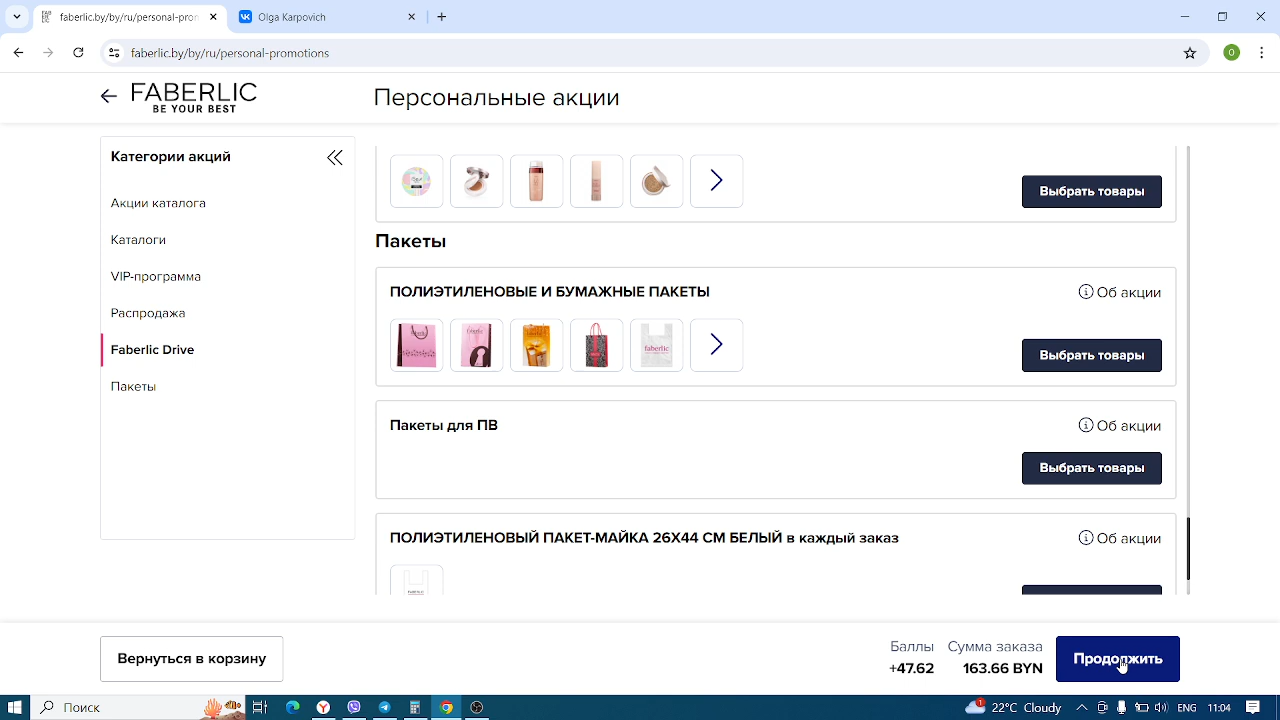 faberlic.by/by/ru/personal-pron
Olga Karpovich
faberlic.by/by/ru/personal-promotions
O
FABERLIC
BE YOUR BEST
Персональные акции
Категории акций
Акции каталога
Каталоги
VIP-программа
Распродажа
Faberlic Drive
Пакеты
Выбрать товары
Пакеты
ПОЛИЭТИЛЕНОВЫЕ И БУМАЖНЫЕ ПАКЕТЫ
Об акции
faberlic
Выбрать товары
Пакеты для ПВ
Об акции
Выбрать товары
ПОЛИЭТИЛЕНОВЫЙ ПАКЕТ-МАЙКА 26X44 СМ БЕЛЫЙ в каждый заказ
Об акции
Вернуться в корзину
Баллы
+47.62
Сумма заказа
163.66 BYN
Продолжить
Поиск
1
22°C Cloudy
ENG
11:04